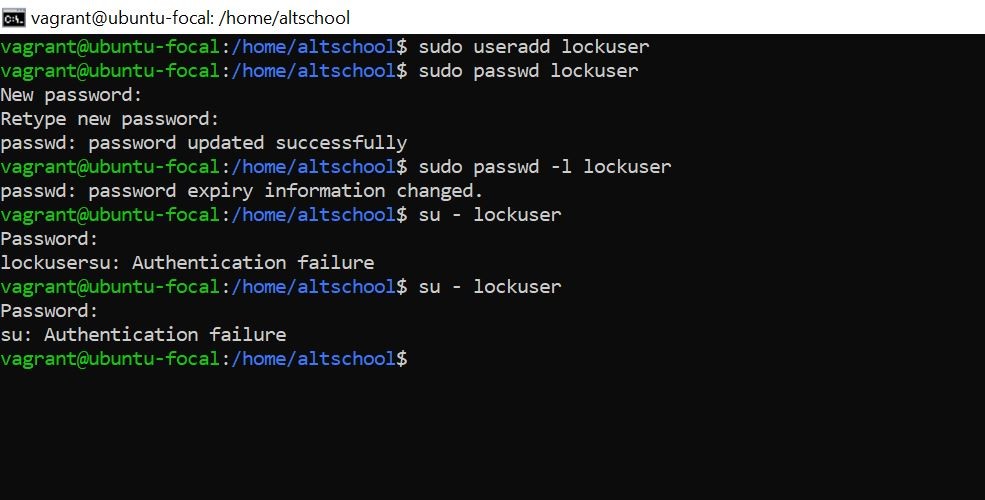 vagrant@ubuntu-focal: /home/altschool
vagrant@ubuntu-focal:/home/altschool$ sudo useradd lockuser
vagrant@ubuntu-focal:/home/altschool$ sudo passwd lockuser
New password:
Retype new password:
passwd: password updated successfully
vagrant@ubuntu-focal:/home/altschool$ sudo passwd -l lockuser
passwd: password expiry information changed.
vagrant@ubuntu-focal:/home/altschool$ su - lockuser
Password:
lockusersu: Authentication failure
vagrant@ubuntu-focal:/home/altschool$ su - lockuser
Password:
su: Authentication failure
vagrant@ubuntu-focal:/home/altschool$